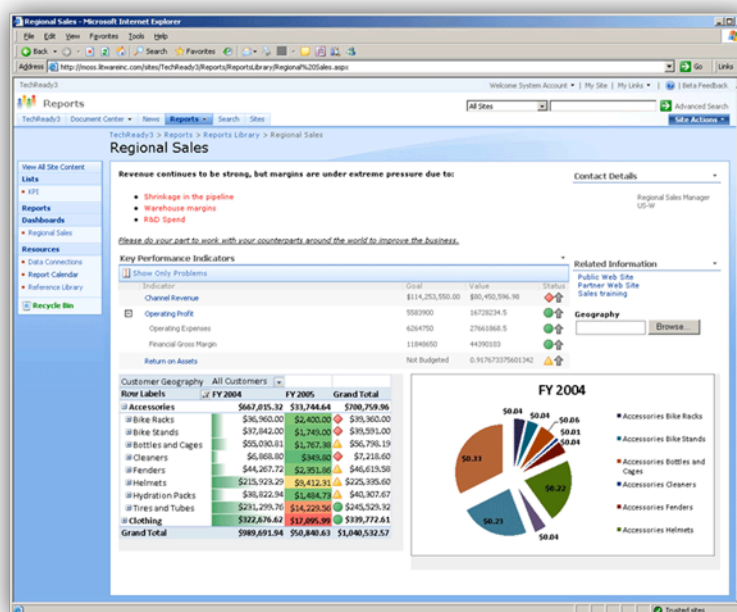 Regional Sales - Microsoft Internet Explorer
File Edit View Favorites Tools Help
Back Search Favorites
Address http://moss.litwareinc.com/sites/TechReady3/Reports/ReportsLibrary/Regional%20Sales.aspx Go Links
TechReady3 Welcome System Account | My Site | My Links | Beta Feedback
Reports All Sites Advanced Search
TechReady3 Document Center News Reports Search Sites Site Actions
TechReady3 > Reports > Reports Library > Regional Sales
Regional Sales
View All Site Content
Lists
KPI
Reports
Dashboards
Regional Sales
Resources
Data Connections
Report Calendar
Reference Library
Recycle Bin
Revenue continues to be strong, but margins are under extreme pressure due to:
Shrinkage in the pipeline
Warehouse margins
R&D Spend
Please do your part to work with your counterparts around the world to improve the business.
Contact Details
Regional Sales Manager
US-W
Key Performance Indicators
Show Only Problems
Indicator Goal Value Status
Channel Revenue $114,253,550.00 $80,450,596.98
Operating Profit 5583900 16728234.5
Operating Expenses 6264750 27661868.5
Financial Gross Margin 11848650 44390103
Return on Assets Not Budgeted 0.917673375601342
Related Information
Public Web Site
Partner Web Site
Sales training
Geography
Browse...
Customer Geography All Customers
Row Labels FY 2004 FY 2005 Grand Total
Accessories $667,015.32 $33,744.64 $700,759.96
Bike Racks $36,960.00 $2,400.00 $39,360.00
Bike Stands $37,842.00 $1,749.00 $39,591.00
Bottles and Cages $55,030.81 $1,767.38 $56,798.19
Cleaners $6,868.80 $349.80 $7,218.60
Fenders $44,267.72 $2,351.86 $46,619.58
Helmets $215,923.29 $9,412.31 $225,335.60
Hydration Packs $38,822.94 $1,484.73 $40,307.67
Tires and Tubes $231,299.76 $14,229.56 $245,529.32
Clothing $322,676.62 $17,095.99 $339,772.61
Grand Total $989,691.94 $50,840.63 $1,040,532.57
FY 2004
$0.04
$0.04
$0.06
$0.01
$0.04
$0.33
$0.22
$0.23
$0.04
Accessories Bike Racks
Accessories Bike Stands
Accessories Bottles and
Cages
Accessories Cleaners
Accessories Fenders
Accessories Helmets
Trusted sites